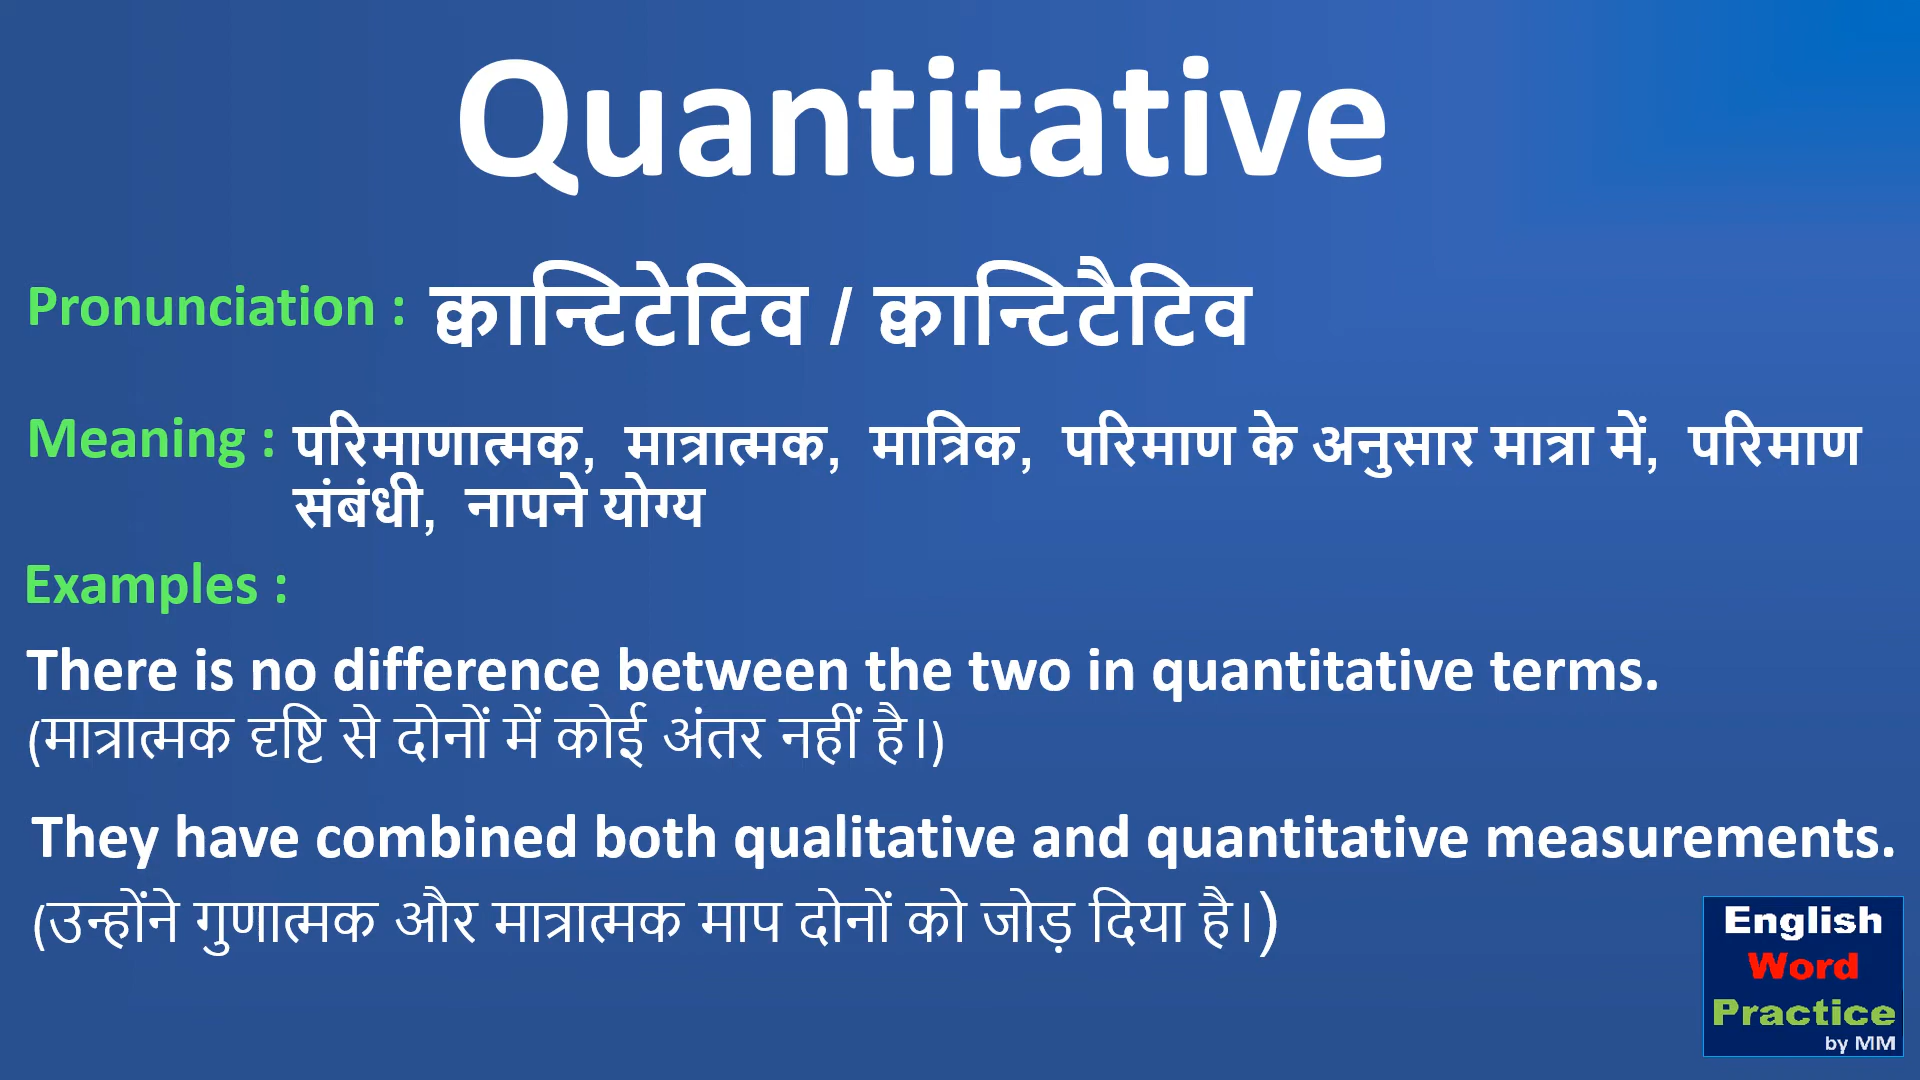 Quantitative
Pronunciation : क्वान्टिटेटिव / क्वान्टिटैटिव
Meaning : परिमाणात्मक, मात्रात्मक, मात्रिक, परिमाण के अनुसार मात्रा में, परिमाण
संबंधी, नापने योग्य
Examples :
There is no difference between the two in quantitative terms.
(मात्रात्मक दृष्टि से दोनों में कोई अंतर नहीं है।)
They have combined both qualitative and quantitative measurements.
(उन्होंने गुणात्मक और मात्रात्मक माप दोनों को जोड़ दिया है।)
English
Word
Practice
by MM